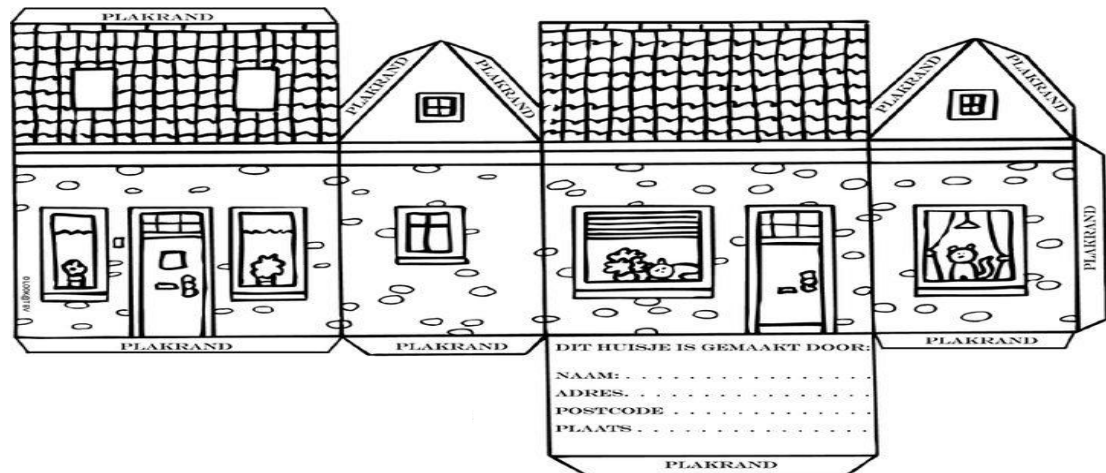 PLAKRAND
PLAKRAND
PLAKRAND
PLAKRAND
PLAKRAND
PLAKRAND
PLAKRAND
PLAKRAND
PLAKRAND
DIT HUISJE IS GEMAAKT DOOR:
NAAM: . . . . . . . . . . . . . . . .
ADRES. . . . . . . . . . . . . . . .
POSTCODE . . . . . . . . . . . . .
PLAATS . . . . . . . . . . . . . . .
PLAKRAND